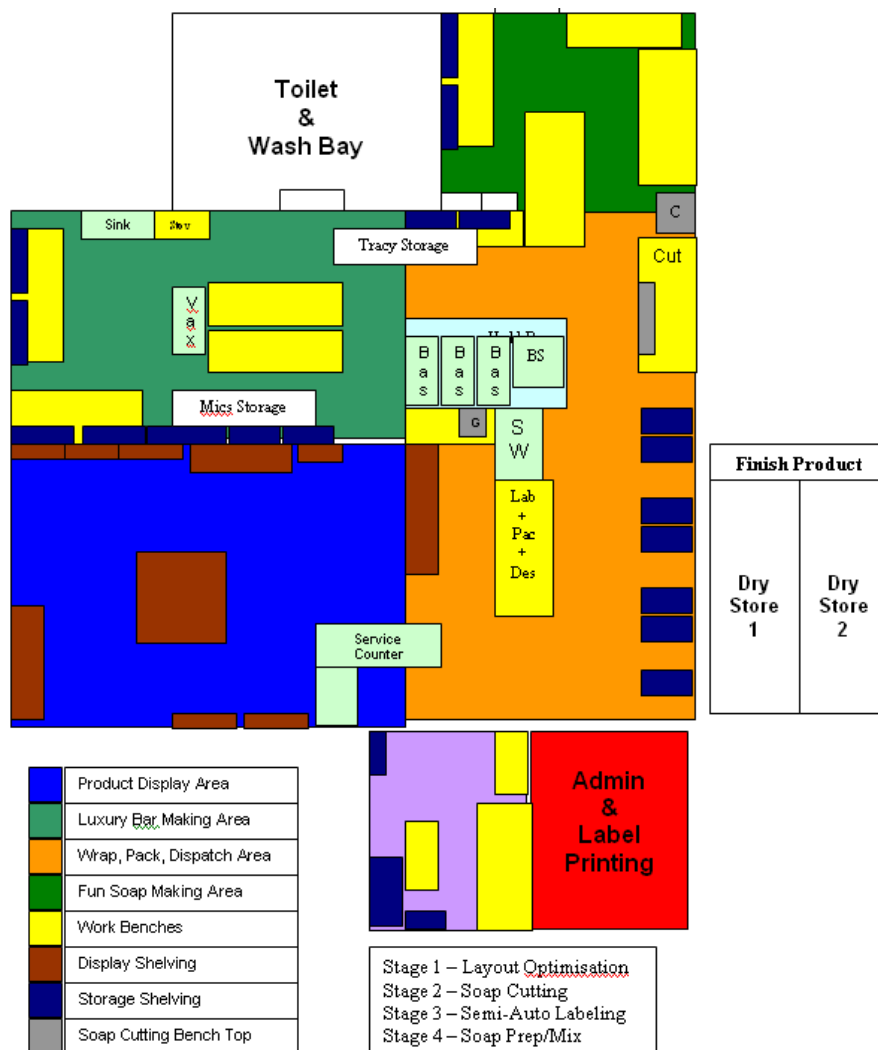 Toilet
&
Wash Bay
C
Sink
Stov
Tracy Storage
Cut
V
a
x
B
a
s
B
a
s
B
a
s
BS
Mics Storage
G
S
W
Lab
+
Pac
+
Des
Finish Product
Dry
Store
1
Dry
Store
2
Service
Counter
Admin
&
Label
Printing
Product Display Area
Luxury Bar Making Area
Wrap, Pack, Dispatch Area
Fun Soap Making Area
Work Benches
Display Shelving
Storage Shelving
Soap Cutting Bench Top
Stage 1 – Layout Optimisation
Stage 2 – Soap Cutting
Stage 3 – Semi-Auto Labeling
Stage 4 – Soap Prep/Mix